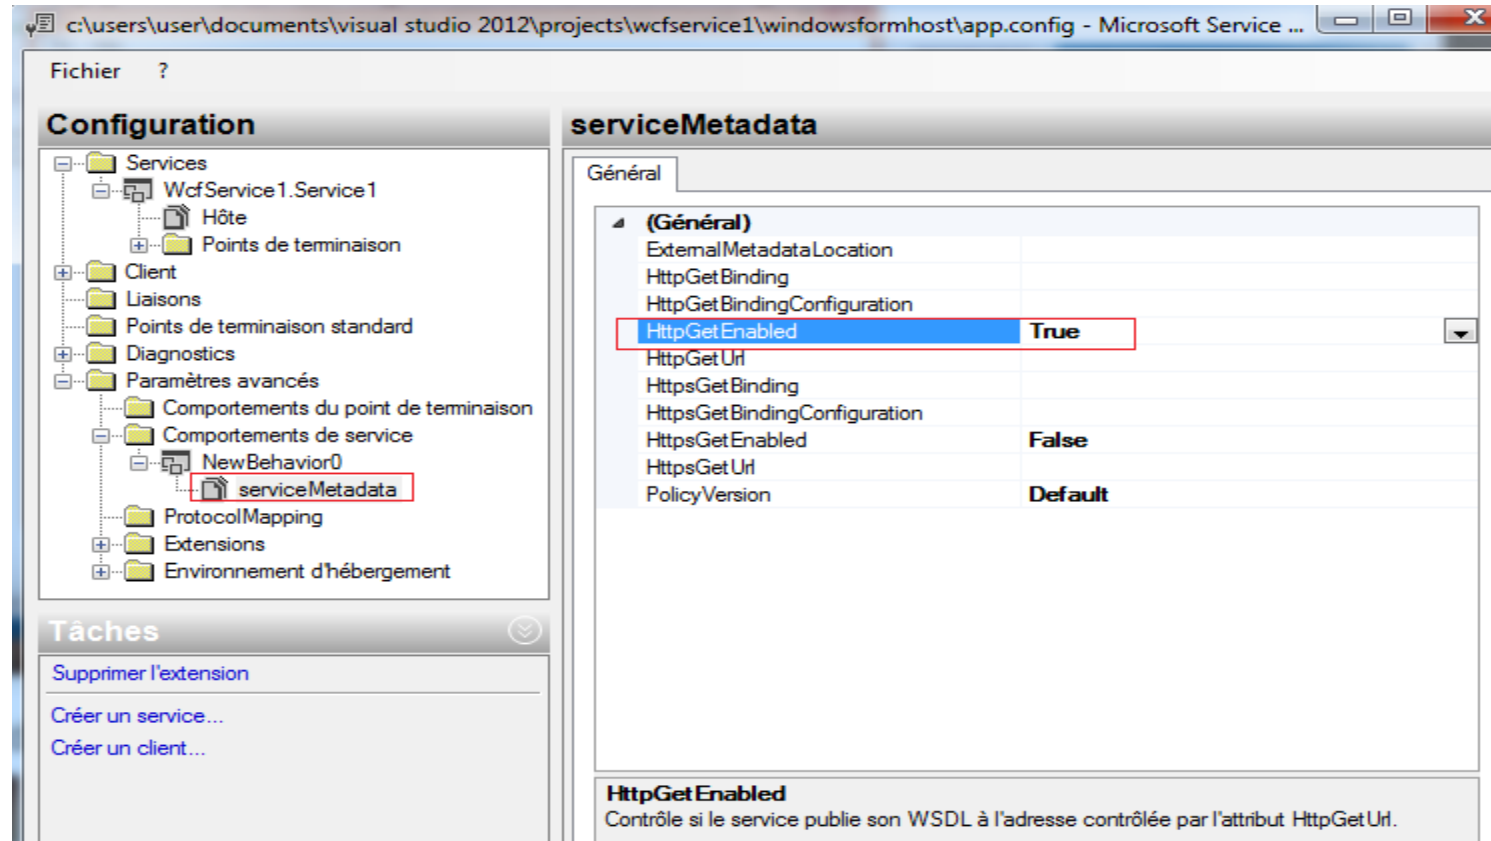 c:\users\user\documents\visual studio 2012\projects\wcfservice1\windowsformhost\app.config - Microsoft Service ...
Fichier ?
Configuration
Services
WcfService1.Service1
Hôte
Points de terminaison
Client
Liaisons
Points de terminaison standard
Diagnostics
Paramètres avancés
Comportements du point de terminaison
Comportements de service
NewBehavior0
serviceMetadata
ProtocolMapping
Extensions
Environnement d'hébergement
Tâches
Supprimer l'extension
Créer un service...
Créer un client...
serviceMetadata
Général
(Général)
ExternalMetadataLocation
HttpGetBinding
HttpGetBindingConfiguration
HttpGetEnabled True
HttpGetUrl
HttpsGetBinding
HttpsGetBindingConfiguration
HttpsGetEnabled False
HttpsGetUrl
PolicyVersion Default
HttpGetEnabled
Contrôle si le service publie son WSDL à l'adresse contrôlée par l'attribut HttpGetUrl.